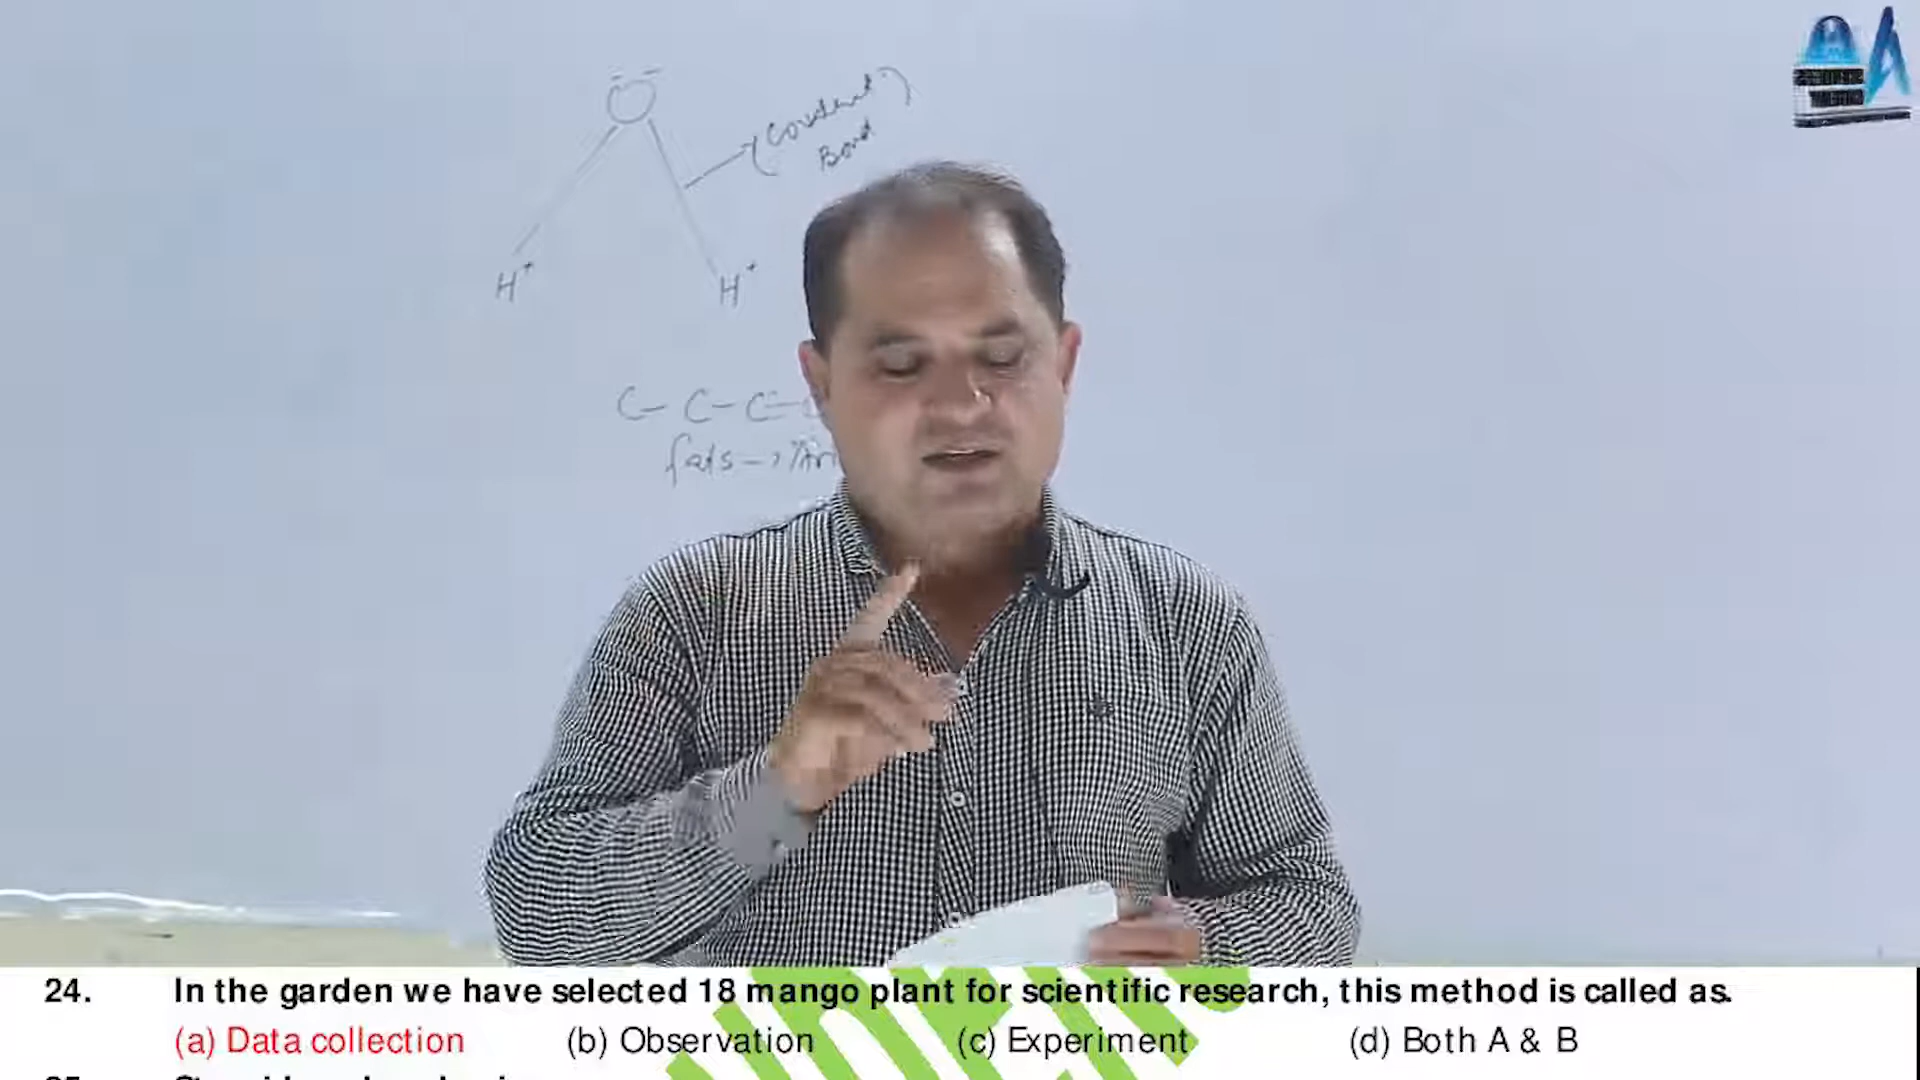 (Covalent)
Bond
H+ H+
C- C- C-
fats
24. In the garden we have selected 18 mango plant for scientific research, this method is called as.
(a) Data collection (b) Observation (c) Experiment (d) Both A & B